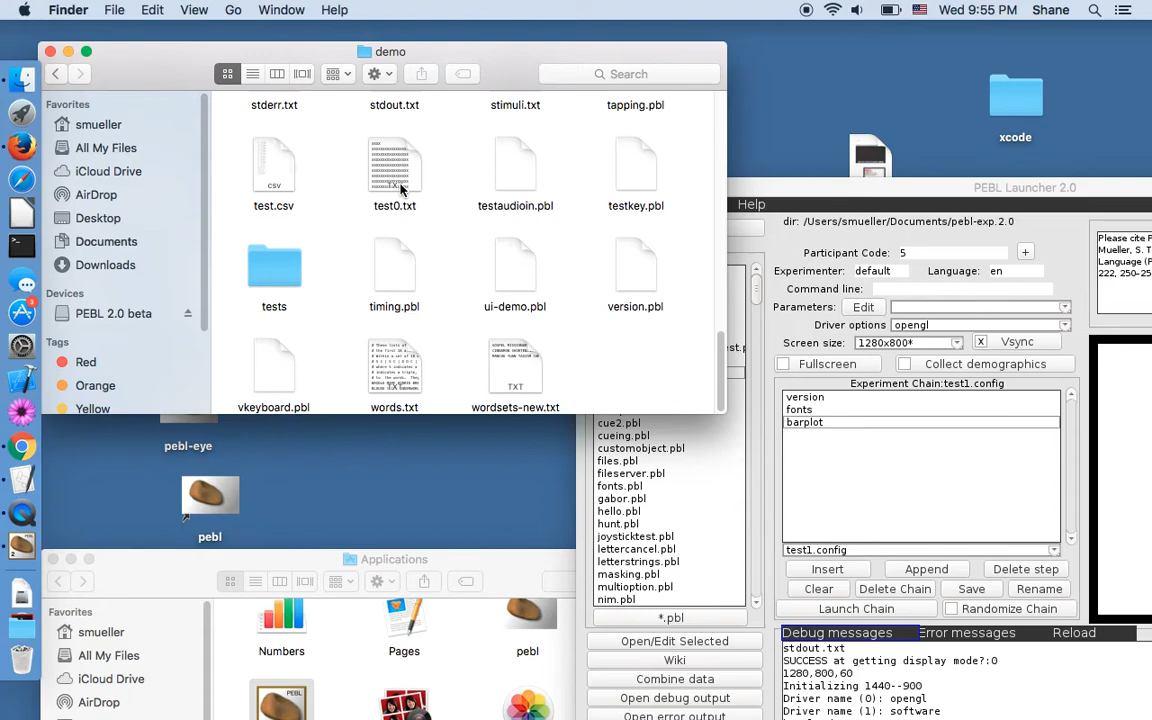 Finder File Edit View Go Window Help Wed 9:55 PM Shane
demo
Search
Favorites
smueller
All My Files
iCloud Drive
AirDrop
Desktop
Documents
Downloads
Devices
PEBL 2.0 beta
Tags
Red
Orange
Yellow
stderr.txt stdout.txt stimuli.txt tapping.pbl
CSV TXT
test.csv test0.txt testaudioin.pbl testkey.pbl
tests timing.pbl ui-demo.pbl version.pbl
TXT TXT
vkeyboard.pbl words.txt wordsets-new.txt
xcode
pebl-eye
pebl
Applications
Favorites
smueller
All My Files
iCloud Drive
AirDrop
Numbers Pages pebl
PEBL
PEBL Launcher 2.0
Help
dir: /Users/smueller/Documents/pebl-exp.2.0
Participant Code: 5 +
Experimenter: default Language: en
Command line:
Parameters: Edit
Driver options opengl
Screen size: 1280x800* X Vsync
Fullscreen Collect demographics
Experiment Chain:test1.config
version
fonts
barplot
test1.config
Insert Append Delete step
Clear Delete Chain Save Rename
Launch Chain Randomize Chain
Debug messages Error messages Reload
stdout.txt
SUCCESS at getting display mode?:0
1280,800,60
Initializing 1440--900
Driver name (0): opengl
Driver name (1): software
cue2.pbl
cueing.pbl
customobject.pbl
files.pbl
fileserver.pbl
fonts.pbl
gabor.pbl
hello.pbl
hunt.pbl
joysticktest.pbl
lettercancel.pbl
letterstrings.pbl
masking.pbl
multioption.pbl
nim.pbl
*.pbl
Open/Edit Selected
Wiki
Combine data
Open debug output
Open error output
Please cite P
Mueller, S. T
Language (P
222, 250-25